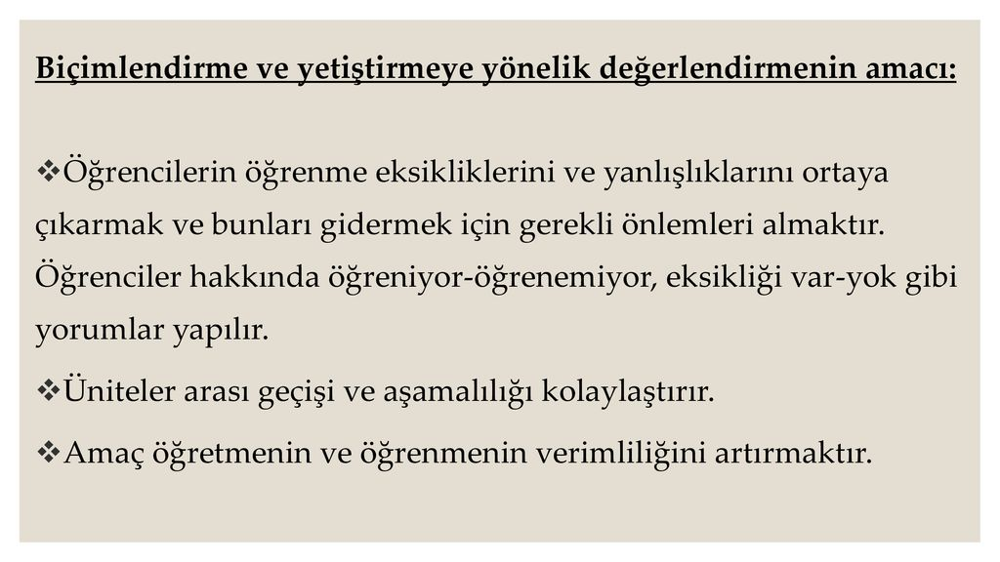 Biçimlendirme ve yetiştirmeye yönelik değerlendirmenin amacı:
❖Öğrencilerin öğrenme eksikliklerini ve yanlışlıklarını ortaya
çıkarmak ve bunları gidermek için gerekli önlemleri almaktır.
Öğrenciler hakkında öğreniyor-öğrenemiyor, eksikliği var-yok gibi
yorumlar yapılır.
❖Üniteler arası geçişi ve aşamalılığı kolaylaştırır.
❖Amaç öğretmenin ve öğrenmenin verimliliğini artırmaktır.